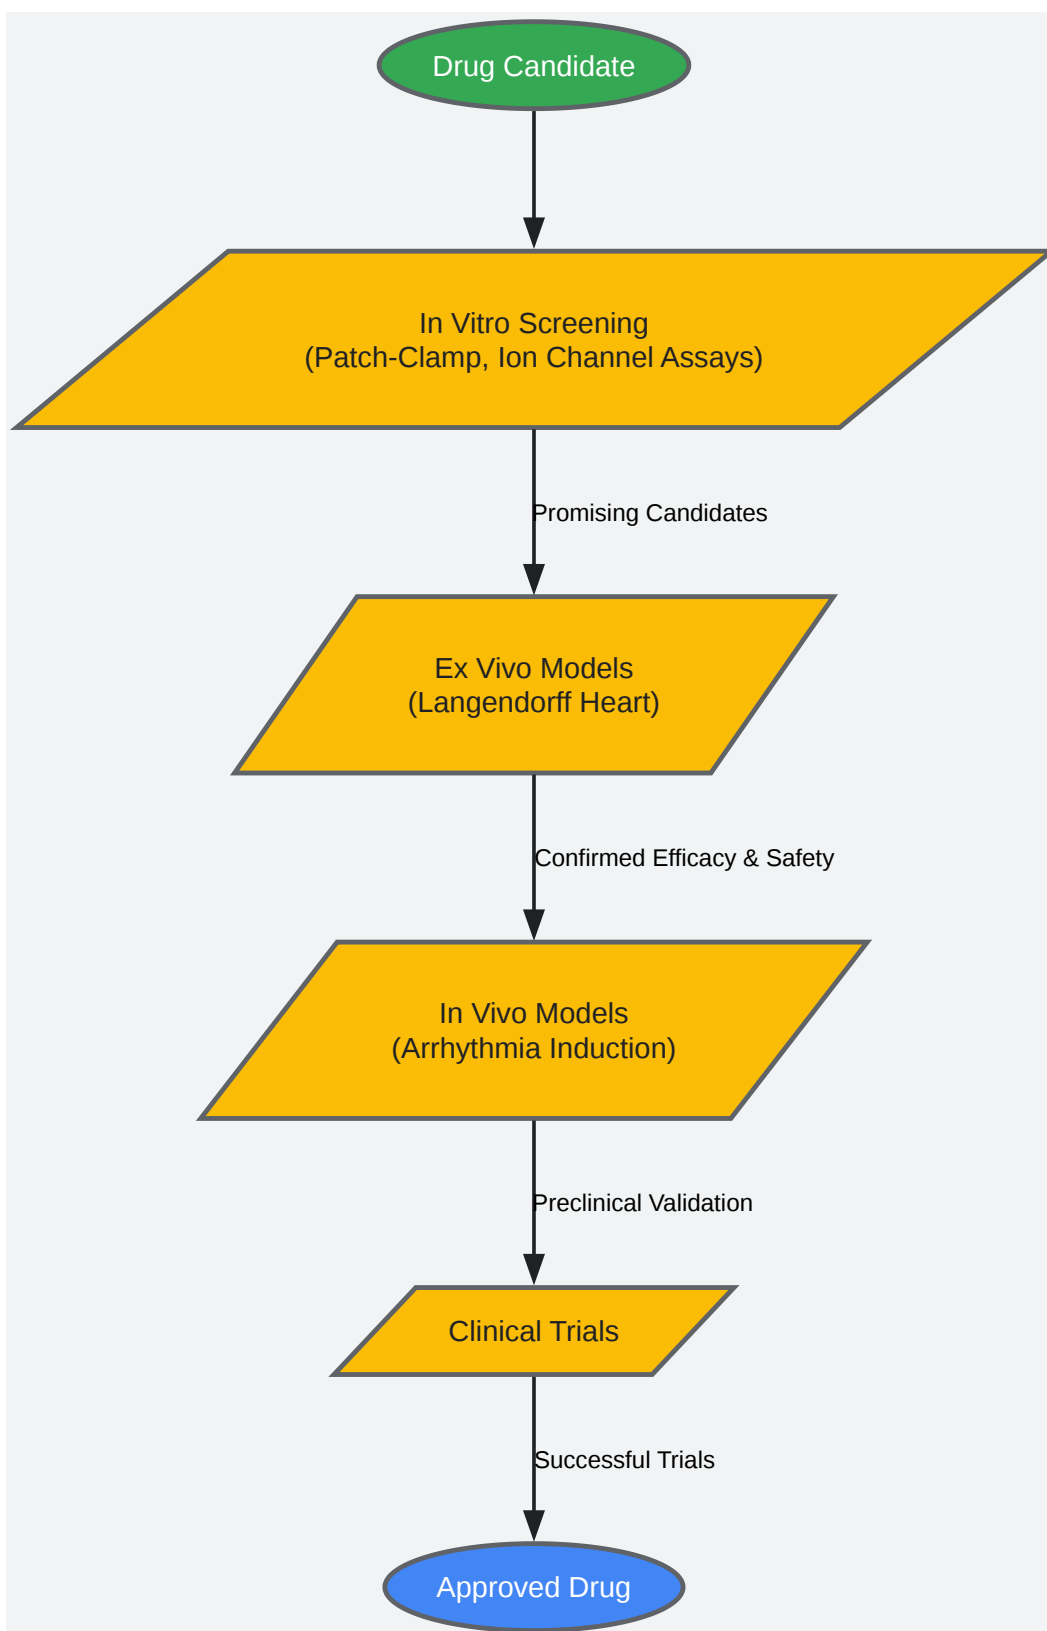 Drug Candidate
In Vitro Screening
(Patch-Clamp, Ion Channel Assays)
Promising Candidates
Ex Vivo Models
(Langendorff Heart)
Confirmed Efficacy & Safety
In Vivo Models
(Arrhythmia Induction)
Preclinical Validation
Clinical Trials
Successful Trials
Approved Drug